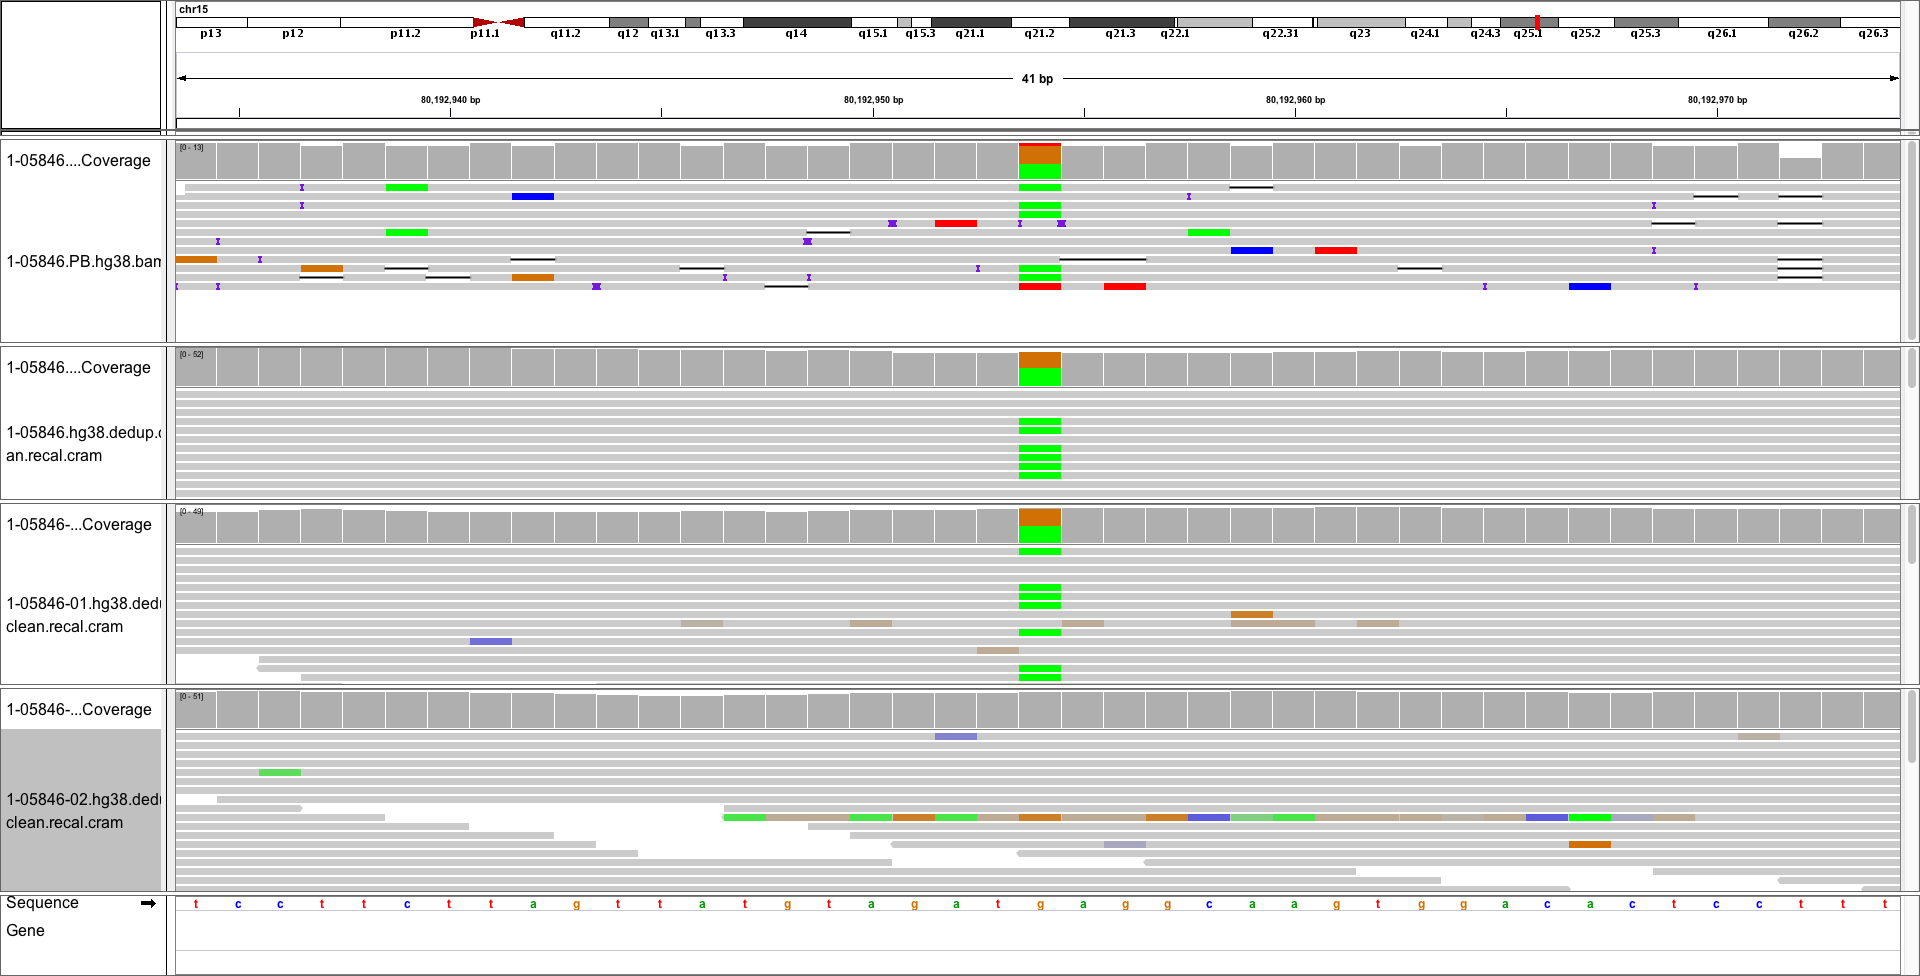 chr15
p13 p12 p11.2 p11.1 q11.2 q12 q13.1 q13.3 q14 q15.1 q15.3 q21.1 q21.2 q21.3 q22.1 q22.31 q23 q24.1 q24.3 q25.1 q25.2 q25.3 q26.1 q26.2 q26.3
41 bp
80,192,940 bp 80,192,950 bp 80,192,960 bp 80,192,970 bp
1-05846....Coverage
[0 - 13]
1-05846.PB.hg38.bam
1-05846....Coverage
[0 - 52]
1-05846.hg38.dedup.c
an.recal.cram
1-05846-...Coverage
[0 - 49]
1-05846-01.hg38.dedu
clean.recal.cram
1-05846-...Coverage
[0 - 51]
1-05846-02.hg38.dedu
clean.recal.cram
Sequence t c c t t c t t a g t t a t g t a g a t g a g g c a a g t g g a c a c t c c t t t
Gene